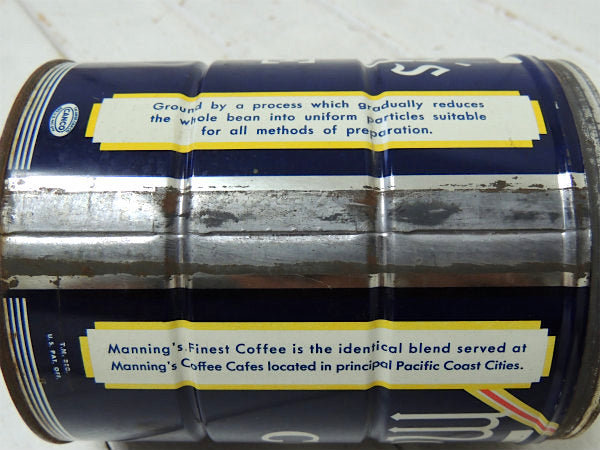 's
CANCO
Ground by a process which gradually reduces
the whole bean into uniform particles suitable
for all methods of preparation.
T.M. REG.
U.S. PAT. OFF.
Manning's Finest Coffee is the identical blend served at
Manning's Coffee Cafes located in principal Pacific Coast Cities.